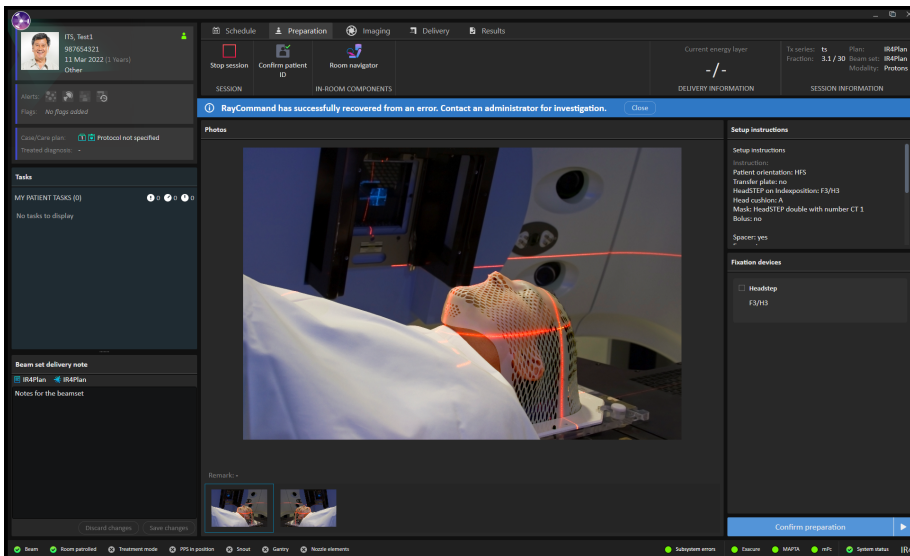 Schedule
Preparation
Imaging
Delivery
Results
ITS, Test1
987654321
11 Mar 2022 (1 Years)
Other
Alerts:
Flags: No flags added
Case/Care plan: Protocol not specified
Treated diagnosis: -
Stop session
Confirm patient
ID
Room navigator
SESSION
IN-ROOM COMPONENTS
Current energy layer
-/-
DELIVERY INFORMATION
Tx series: ts Plan: IR4Plan
Fraction: 3.1 / 30 Beam set: IR4Plan
Modality: Protons
SESSION INFORMATION
RayCommand has successfully recovered from an error. Contact an administrator for investigation.
Close
Tasks
MY PATIENT TASKS (0)
0 0 0
No tasks to display
Beam set delivery note
IR4Plan IR4Plan
Notes for the beamset
Discard changes
Save changes
Photos
Remark: -
Setup instructions
Setup instructions
Instruction:
Patient orientation: HFS
Transfer plate: no
HeadSTEP on Indexposition: F3/H3
Head cushion: A
Mask: HeadSTEP double with number CT 1
Bolus: no
Spacer: yes
Fixation devices
Headstep
F3/H3
Confirm preparation
Beam
Room patrolled
Treatment mode
PPS in position
Snout
Gantry
Nozzle elements
Subsystem errors:
Exacure
MAPTA
mPc
System status